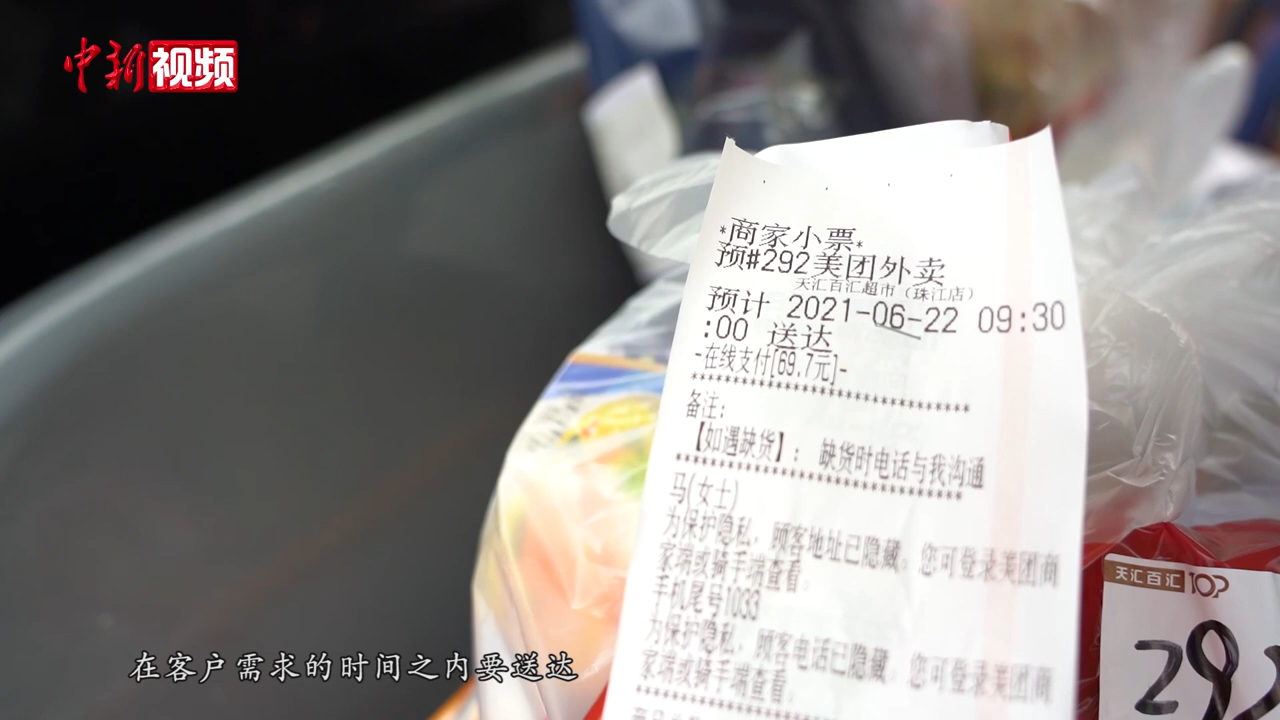 中新视频
*商家小票*
预#292美团外卖
天汇百汇超市（珠江店）
预计 2021-06-22 09:30
:00 送达
-在线支付[69.7元]-
**********************************
备注:
【如遇缺货】: 缺货时电话与我沟通
**********************************
马(女士)
为保护隐私，顾客地址已隐藏。您可登录美团商
家端或骑手端查看。
手机尾号1033
为保护隐私，顾客电话已隐藏。您可登录美团商
家端或骑手端查看。
天汇百汇 TOP
292
在客户需求的时间之内要送达